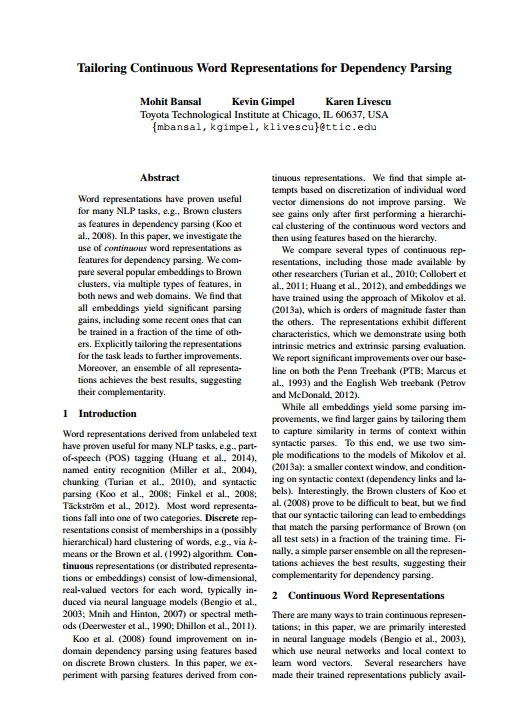 Tailoring Continuous Word Representations for Dependency Parsing
Mohit Bansal Kevin Gimpel Karen Livescu
Toyota Technological Institute at Chicago, IL 60637, USA
{mbansal, kgimpel, klivescu}@ttic.edu
Abstract
Word representations have proven useful
for many NLP tasks, e.g., Brown clusters
as features in dependency parsing (Koo et
al., 2008). In this paper, we investigate the
use of continuous word representations as
features for dependency parsing. We com-
pare several popular embeddings to Brown
clusters, via multiple types of features, in
both news and web domains. We find that
all embeddings yield significant parsing
gains, including some recent ones that can
be trained in a fraction of the time of oth-
ers. Explicitly tailoring the representations
for the task leads to further improvements.
Moreover, an ensemble of all representa-
tions achieves the best results, suggesting
their complementarity.
1 Introduction
Word representations derived from unlabeled text
have proven useful for many NLP tasks, e.g., part-
of-speech (POS) tagging (Huang et al., 2014),
named entity recognition (Miller et al., 2004),
chunking (Turian et al., 2010), and syntactic
parsing (Koo et al., 2008; Finkel et al., 2008;
Täckström et al., 2012). Most word representa-
tions fall into one of two categories. Discrete rep-
resentations consist of memberships in a (possibly
hierarchical) hard clustering of words, e.g., via k-
means or the Brown et al. (1992) algorithm. Con-
tinuous representations (or distributed representa-
tions or embeddings) consist of low-dimensional,
real-valued vectors for each word, typically in-
duced via neural language models (Bengio et al.,
2003; Mnih and Hinton, 2007) or spectral meth-
ods (Deerwester et al., 1990; Dhillon et al., 2011).
Koo et al. (2008) found improvement on in-
domain dependency parsing using features based
on discrete Brown clusters. In this paper, we ex-
periment with parsing features derived from con-
tinuous representations. We find that simple at-
tempts based on discretization of individual word
vector dimensions do not improve parsing. We
see gains only after first performing a hierarchi-
cal clustering of the continuous word vectors and
then using features based on the hierarchy.
We compare several types of continuous rep-
resentations, including those made available by
other researchers (Turian et al., 2010; Collobert et
al., 2011; Huang et al., 2012), and embeddings we
have trained using the approach of Mikolov et al.
(2013a), which is orders of magnitude faster than
the others. The representations exhibit different
characteristics, which we demonstrate using both
intrinsic metrics and extrinsic parsing evaluation.
We report significant improvements over our base-
line on both the Penn Treebank (PTB; Marcus et
al., 1993) and the English Web treebank (Petrov
and McDonald, 2012).
While all embeddings yield some parsing im-
provements, we find larger gains by tailoring them
to capture similarity in terms of context within
syntactic parses. To this end, we use two sim-
ple modifications to the models of Mikolov et al.
(2013a): a smaller context window, and condition-
ing on syntactic context (dependency links and la-
bels). Interestingly, the Brown clusters of Koo et
al. (2008) prove to be difficult to beat, but we find
that our syntactic tailoring can lead to embeddings
that match the parsing performance of Brown (on
all test sets) in a fraction of the training time. Fi-
nally, a simple parser ensemble on all the represen-
tations achieves the best results, suggesting their
complementarity for dependency parsing.
2 Continuous Word Representations
There are many ways to train continuous represen-
tations; in this paper, we are primarily interested
in neural language models (Bengio et al., 2003),
which use neural networks and local context to
learn word vectors. Several researchers have
made their trained representations publicly avail-